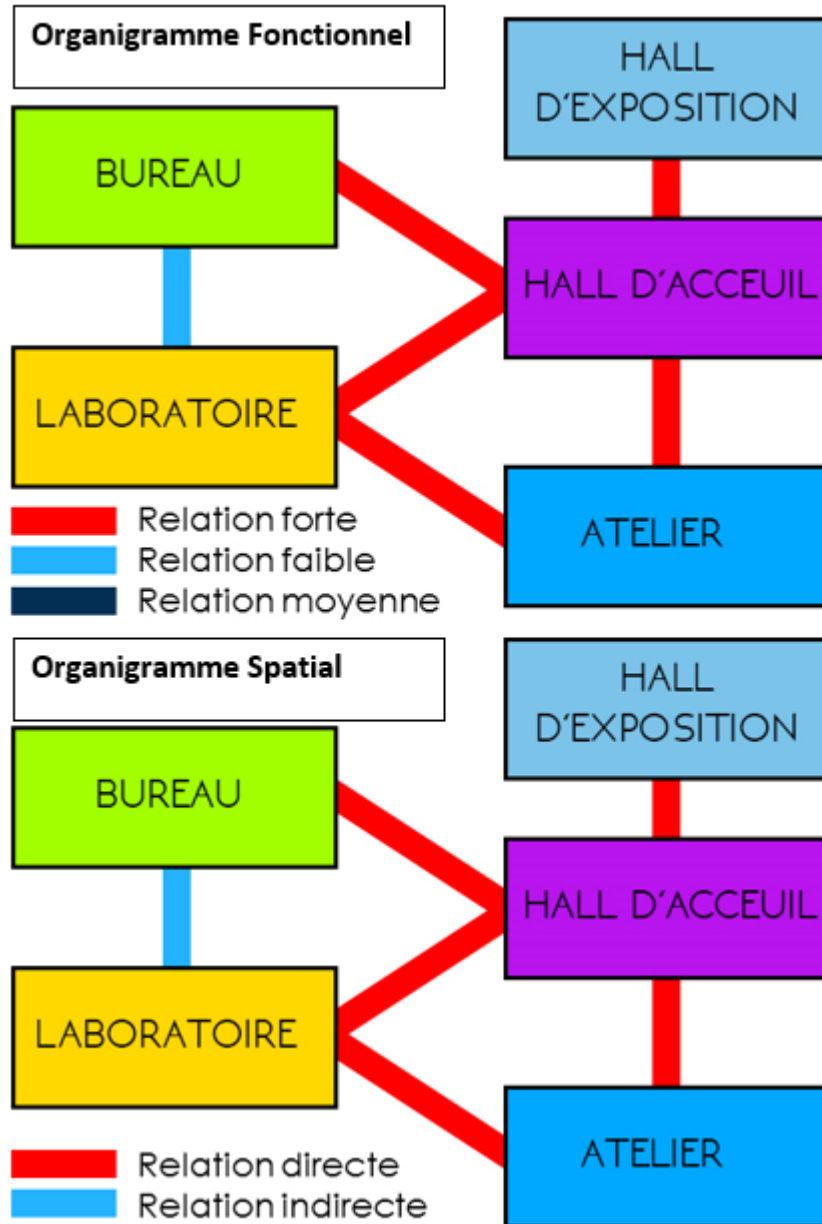 Organigramme Fonctionnel
HALL
D'EXPOSITION
BUREAU
HALL D'ACCEUIL
LABORATOIRE
ATELIER
Relation forte
Relation faible
Relation moyenne
Organigramme Spatial
HALL
D'EXPOSITION
BUREAU
HALL D'ACCEUIL
LABORATOIRE
ATELIER
Relation directe
Relation indirecte